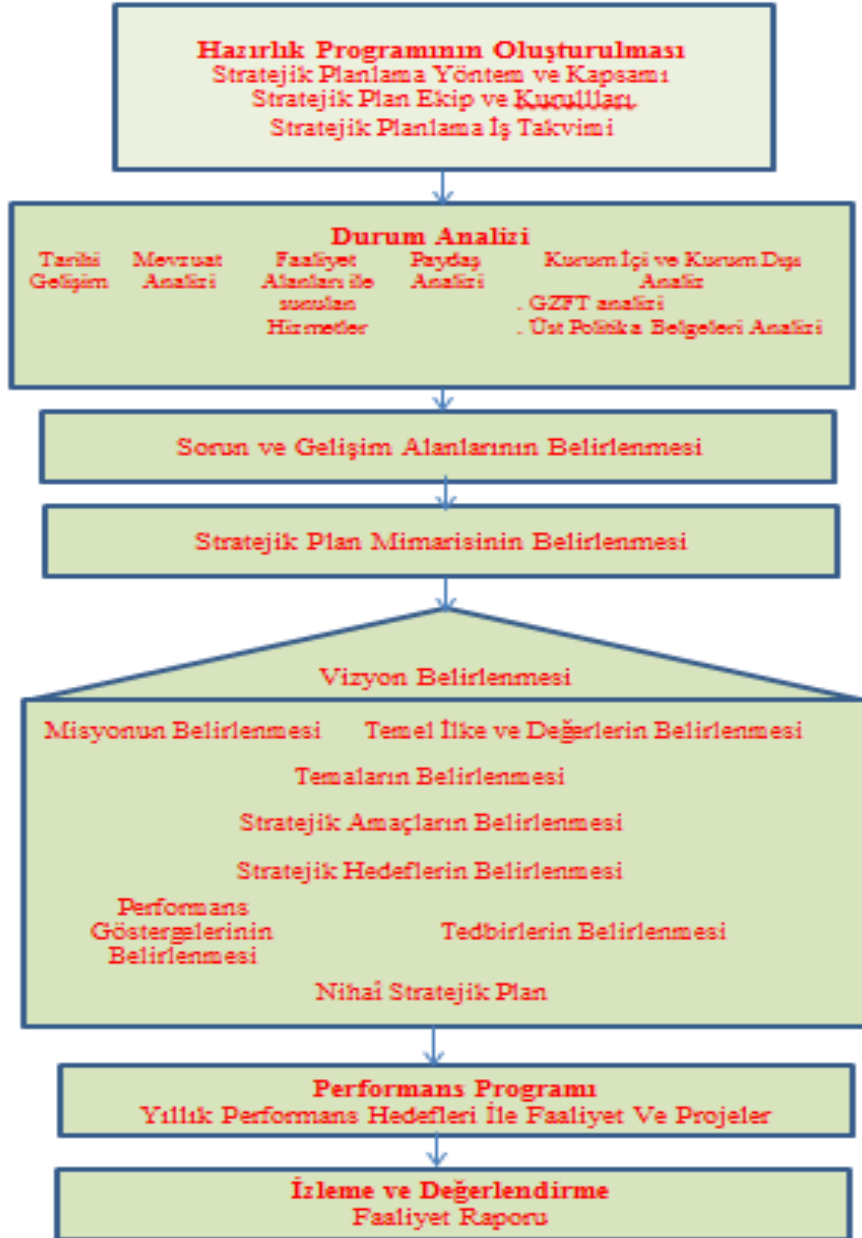 Hazırlık Programının Oluşturulması
Stratejik Planlama Yöntem ve Kapsamı
Stratejik Plan Ekip ve Kurullları
Stratejik Planlama İş Takvimi
Durum Analizi
Tarihi Gelişim
Mevzuat Analizi
Faaliyet Alanları ile sunulan Hizmetler
Paydaş Analizi
Kurum İçi ve Kurum Dışı Analiz
. GZFT analizi
. Üst Politika Belgeleri Analizi
Sorun ve Gelişim Alanlarının Belirlenmesi
Stratejik Plan Mimarisinin Belirlenmesi
Vizyon Belirlenmesi
Misyonun Belirlenmesi
Temel İlke ve Değerlerin Belirlenmesi
Temaların Belirlenmesi
Stratejik Amaçların Belirlenmesi
Stratejik Hedeflerin Belirlenmesi
Performans
Göstergelerinin
Belirlenmesi
Tedbirlerin Belirlenmesi
Nihaî Stratejik Plan
Performans Programı
Yıllık Performans Hedefleri İle Faaliyet Ve Projeler
İzleme ve Değerlendirme
Faaliyet Raporu